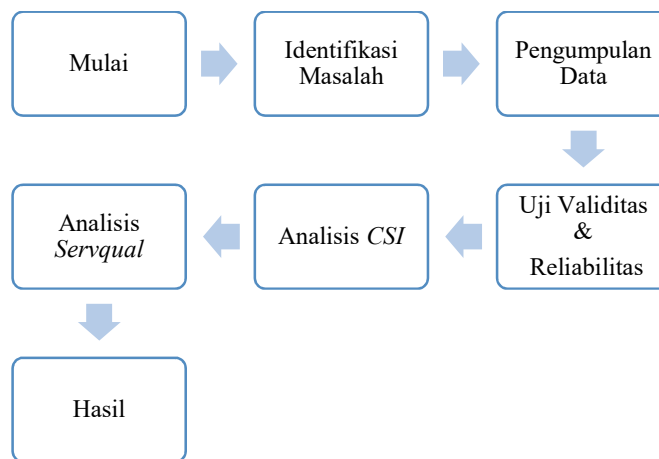 Mulai
Identifikasi
Masalah
Pengumpulan
Data
Uji Validitas
&
Reliabilitas
Analisis CSI
Analisis
Servqual
Hasil